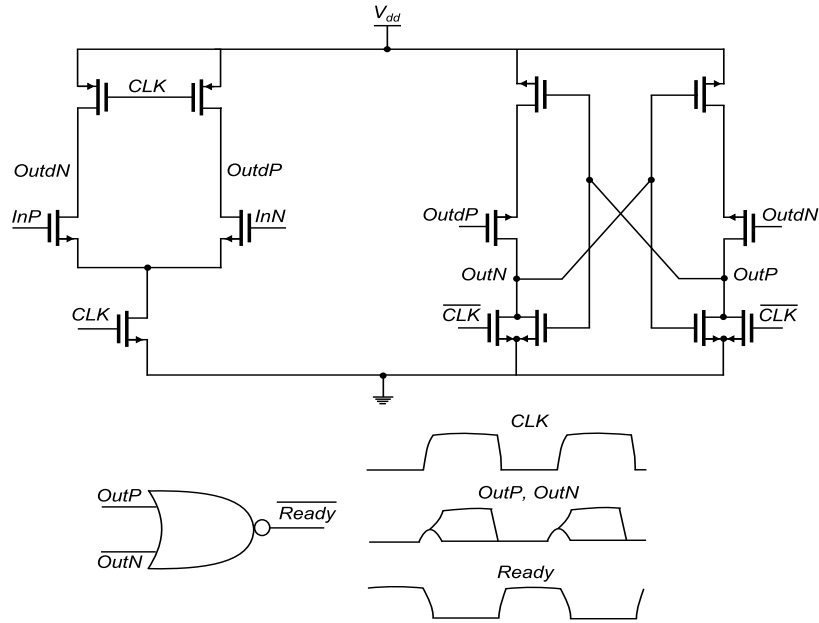 Vdd
CLK
OutdN
OutdP
InP
InN
CLK
OutdP
OutdN
OutN
OutP
CLK
CLK
CLK
OutP
OutN
Ready
OutP, OutN
Ready